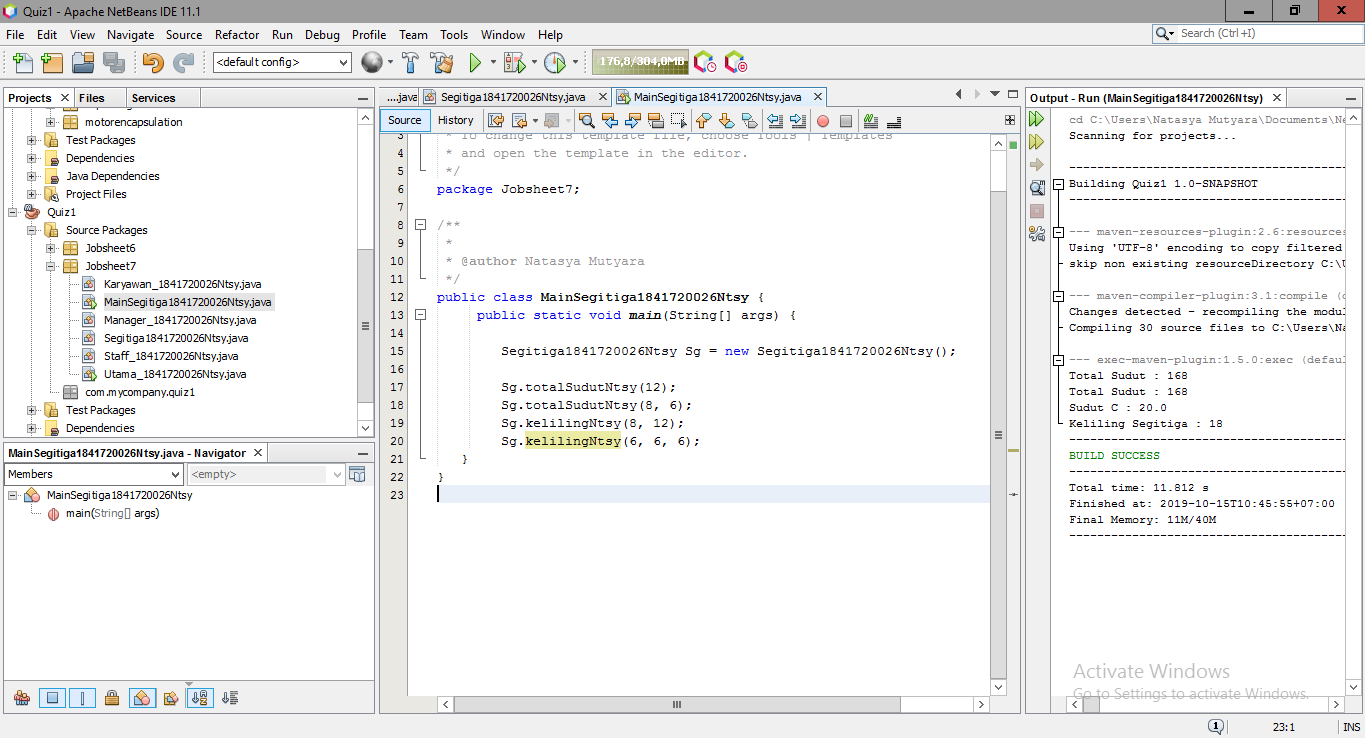 Quiz1 - Apache NetBeans IDE 11.1
File Edit View Navigate Source Refactor Run Debug Profile Team Tools Window Help
Search (Ctrl+I)
<default config>
176,8/304,0MB
Projects Files Services
motorencapsulation
Test Packages
Dependencies
Java Dependencies
Project Files
Quiz1
Source Packages
Jobsheet6
Jobsheet7
Karyawan_1841720026Ntsy.java
MainSegitiga1841720026Ntsy.java
Manager_1841720026Ntsy.java
Segitiga1841720026Ntsy.java
Staff_1841720026Ntsy.java
Utama_1841720026Ntsy.java
com.mycompany.quiz1
Test Packages
Dependencies
MainSegitiga1841720026Ntsy.java - Navigator
Members <empty>
MainSegitiga1841720026Ntsy
main(String[] args)
...java Segitiga1841720026Ntsy.java MainSegitiga1841720026Ntsy.java
Source History
3 * To change this template file, choose Tools | Templates
4 * and open the template in the editor.
5 */
6 package Jobsheet7;
7
8 /**
9 *
10 * @author Natasya Mutyara
11 */
12 public class MainSegitiga1841720026Ntsy {
13 public static void main(String[] args) {
14
15 Segitiga1841720026Ntsy Sg = new Segitiga1841720026Ntsy();
16
17 Sg.totalSudutNtsy(12);
18 Sg.totalSudutNtsy(8, 6);
19 Sg.kelilingNtsy(8, 12);
20 Sg.kelilingNtsy(6, 6, 6);
21 }
22 }
23
Output - Run (MainSegitiga1841720026Ntsy)
cd C:\Users\Natasya Mutyara\Documents\Ne
Scanning for projects...
------------------------------------------
Building Quiz1 1.0-SNAPSHOT
------------------------------------------
--- maven-resources-plugin:2.6:resources
Using 'UTF-8' encoding to copy filtered
skip non existing resourceDirectory C:\U
--- maven-compiler-plugin:3.1:compile (d
Changes detected - recompiling the modul
Compiling 30 source files to C:\Users\Na
--- exec-maven-plugin:1.5.0:exec (defaul
Total Sudut : 168
Total Sudut : 168
Sudut C : 20.0
Keliling Segitiga : 18
------------------------------------------
BUILD SUCCESS
------------------------------------------
Total time: 11.812 s
Finished at: 2019-10-15T10:45:55+07:00
Final Memory: 11M/40M
------------------------------------------
Activate Windows
Go to Settings to activate Windows.
1 23:1 INS